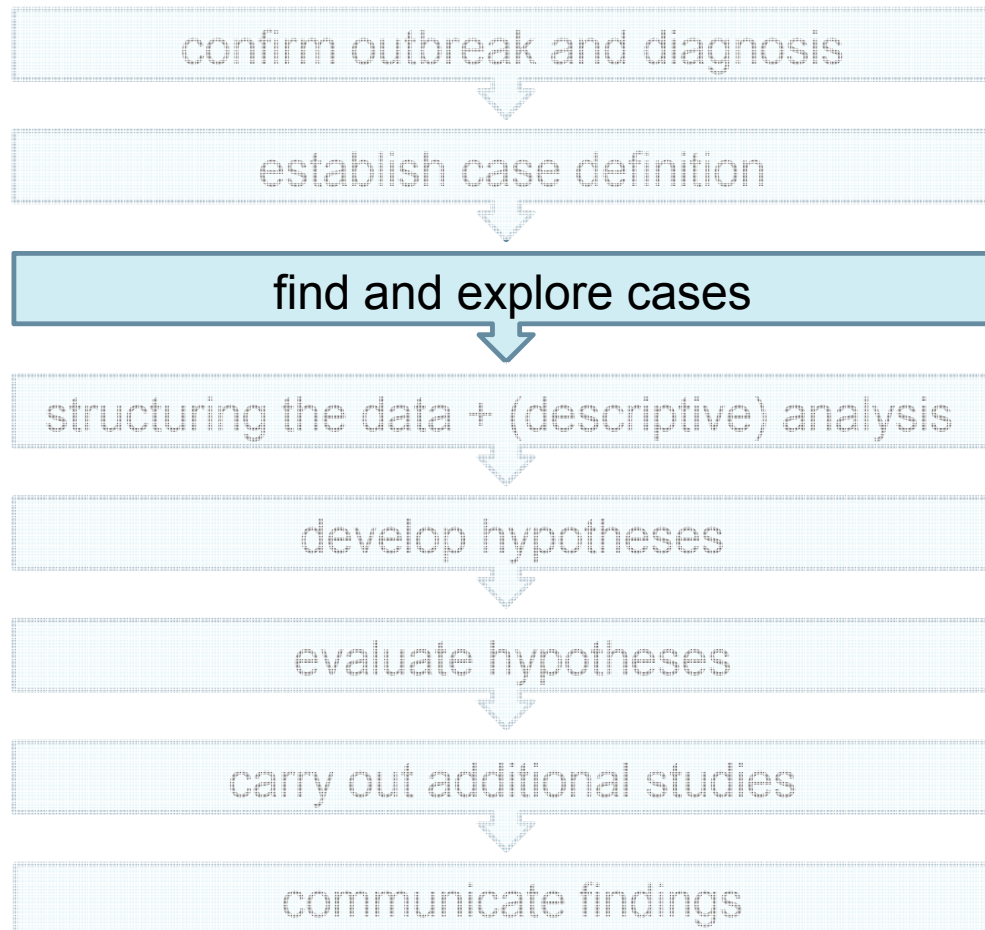 confirm outbreak and diagnosis
establish case definition
find and explore cases
structuring the data + (descriptive) analysis
develop hypotheses
evaluate hypotheses
carry out additional studies
communicate findings